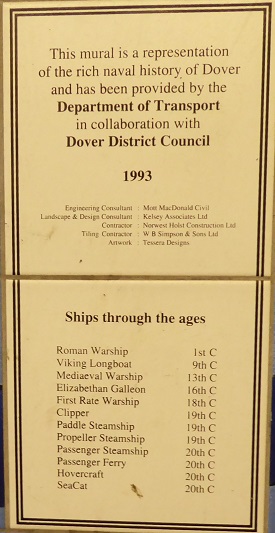 This mural is a representation
of the rich naval history of Dover
and has been provided by the
Department of Transport
in collaboration with
Dover District Council
1993
Engineering Consultant : Mott MacDonald Civil
Landscape & Design Consultant : Kelsey Associates Ltd
Contractor : Norwest Holst Construction Ltd
Tiling Contractor : W B Simpson & Sons Ltd
Artwork : Tessera Designs
Ships through the ages
Roman Warship 1st C
Viking Longboat 9th C
Mediaeval Warship 13th C
Elizabethan Galleon 16th C
First Rate Warship 18th C
Clipper 19th C
Paddle Steamship 19th C
Propeller Steamship 19th C
Passenger Steamship 20th C
Passenger Ferry 20th C
Hovercraft 20th C
SeaCat 20th C